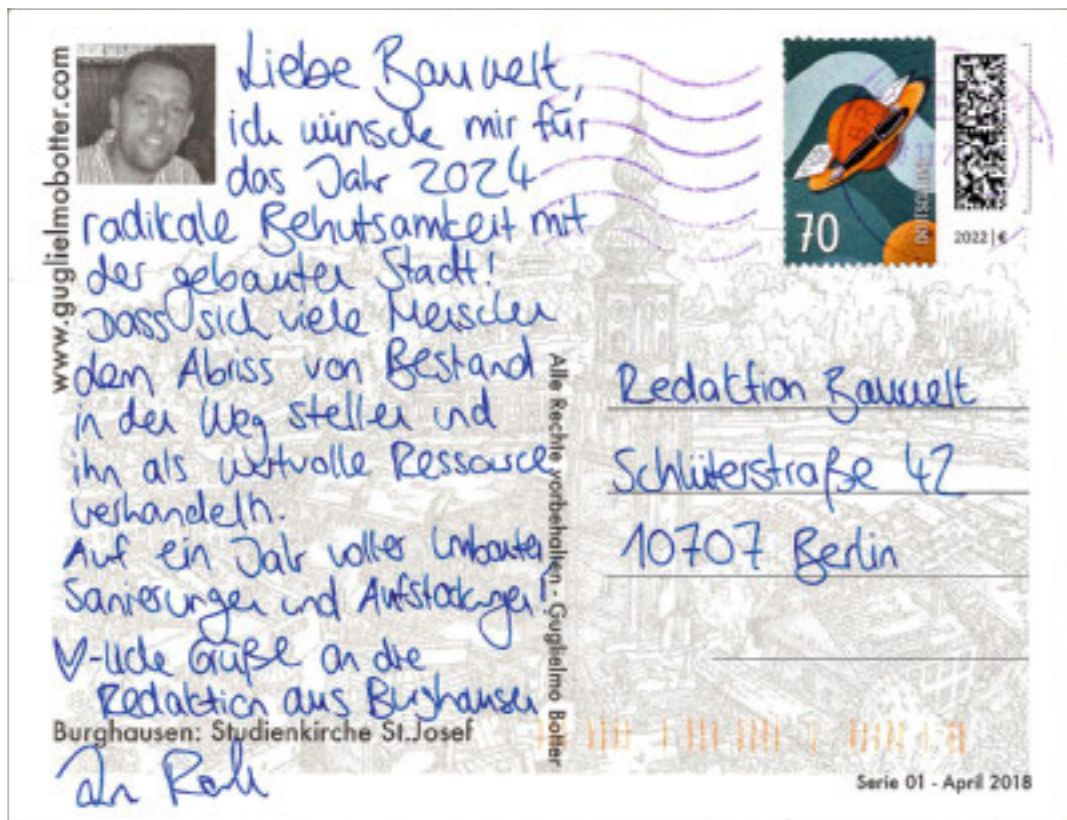 www.guglielmobotter.com
Liebe Bauwelt,
ich wünsche mir für
das Jahr 2024
radikale Behutsamkeit mit
der gebauten Stadt!
Dass sich viele Menschen
dem Abriss von Bestand
in den Weg stellen und
ihn als wertvolle Ressource
verhandeln.
Auf ein Jahr voller Umbauten
Sanierungen und Aufstockungen!
♡-liche Grüße an die
Redaktion aus Burghausen
Burghausen: Studienkirche St.Josef
Alle Rechte vorbehalten - Guglielmo Botter
70
DEUTSCHLAND
2022 | €
Redaktion Bauwelt
Schlüterstraße 42
10707 Berlin
Serie 01 - April 2018